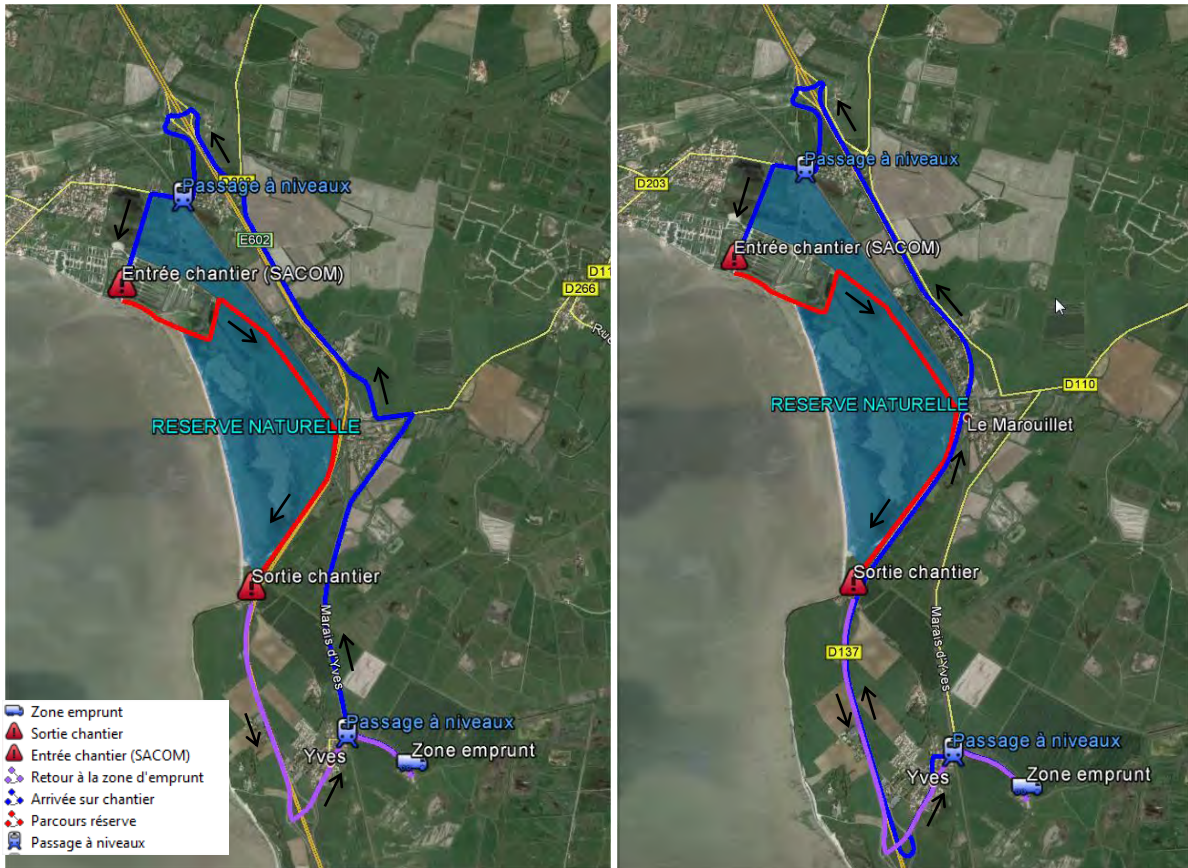 Passage à niveaux
E602
Entrée chantier (SACOM)
D11
D266
RESERVE NATURELLE
Sortie chantier
Marais d'Yves
Passage à niveaux
Yves
Zone emprunt
Zone emprunt
Sortie chantier
Entrée chantier (SACOM)
Retour à la zone d'emprunt
Arrivée sur chantier
Parcours réserve
Passage à niveaux
Passage à niveaux
D203
Entrée chantier (SACOM)
D110
RESERVE NATURELLE
Le Marouillet
Sortie chantier
Marais d'Yves
D137
Passage à niveaux
Yves
Zone emprunt